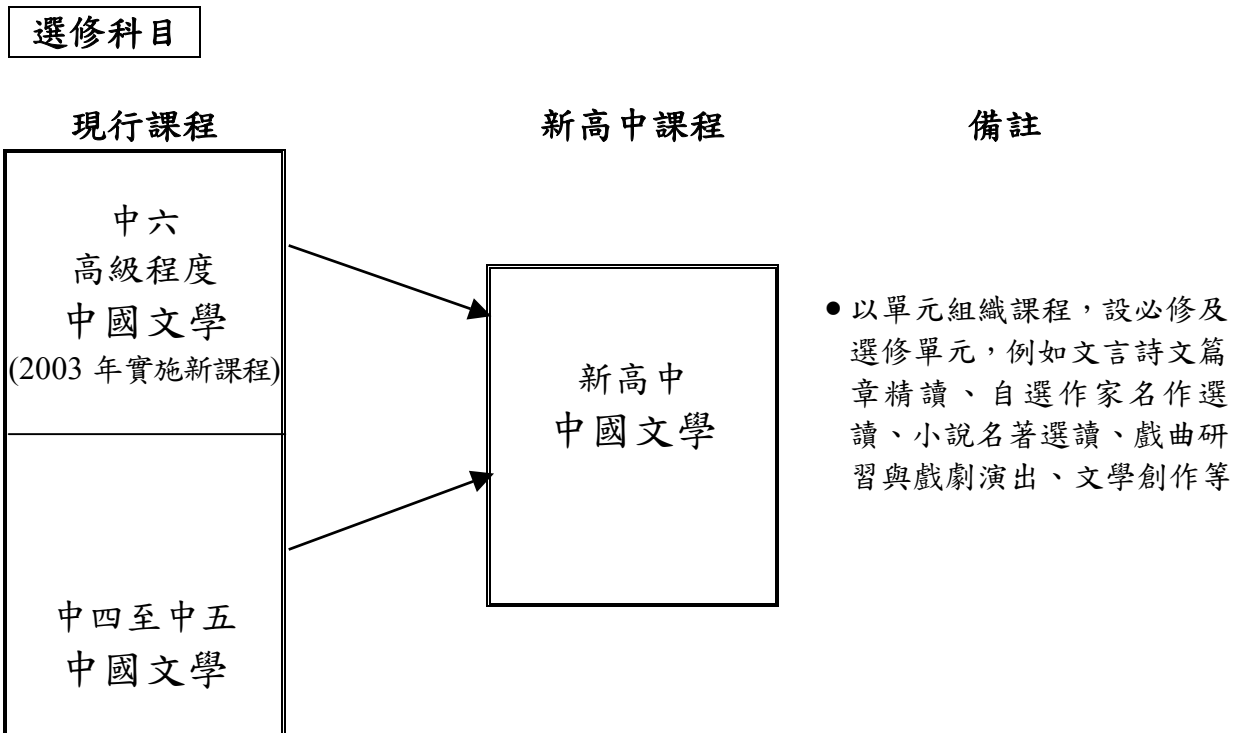 選修科目
現行課程 新高中課程 備註
中六
高級程度
中國文學
(2003 年實施新課程)
中四至中五
中國文學
新高中
中國文學
● 以單元組織課程，設必修及
選修單元，例如文言詩文篇
章精讀、自選作家名作選
讀、小說名著選讀、戲曲研
習與戲劇演出、文學創作等